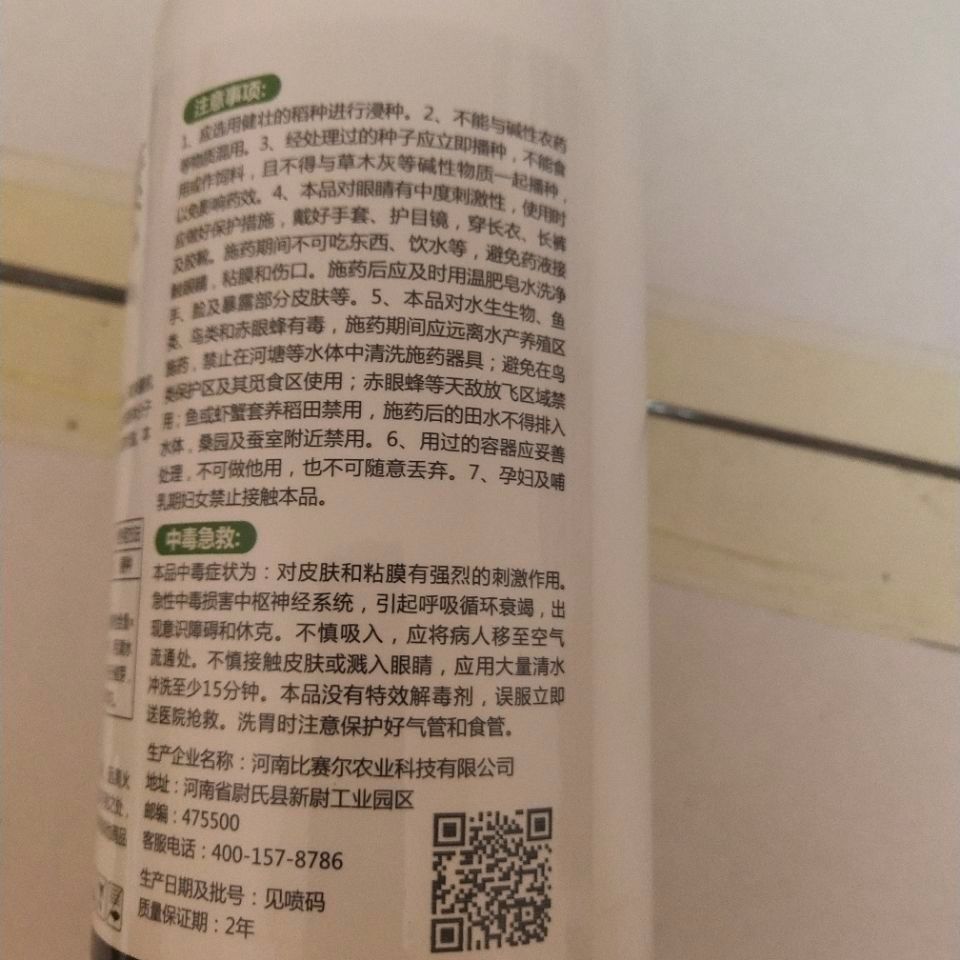 注意事项:
1、应选用健壮的稻种进行浸种。2、不能与碱性农药
等物质混用。3、经处理过的种子应立即播种，不能食
用或作饲料，且不得与草木灰等碱性物质一起播种，
以免影响药效。4、本品对眼睛有中度刺激性，使用时
应做好保护措施，戴好手套、护目镜，穿长衣、长裤
及胶靴。施药期间不可吃东西、饮水等，避免药液接
触眼睛，粘膜和伤口。施药后应及时用温肥皂水洗净
手、脸及暴露部分皮肤等。5、本品对水生生物、鱼
类、鸟类和赤眼蜂有毒，施药期间应远离水产养殖区
施药，禁止在河塘等水体中清洗施药器具；避免在鸟
类保护区及其觅食区使用；赤眼蜂等天敌放飞区域禁
用；鱼或虾蟹套养稻田禁用，施药后的田水不得排入
水体，桑园及蚕室附近禁用。6、用过的容器应妥善
处理，不可做他用，也不可随意丢弃。7、孕妇及哺
乳期妇女禁止接触本品。
中毒急救:
本品中毒症状为：对皮肤和粘膜有强烈的刺激作用。
急性中毒损害中枢神经系统，引起呼吸循环衰竭，出
现意识障碍和休克。不慎吸入，应将病人移至空气
流通处。不慎接触皮肤或溅入眼睛，应用大量清水
冲洗至少15分钟。本品没有特效解毒剂，误服立即
送医院抢救。洗胃时注意保护好气管和食管。
生产企业名称：河南比赛尔农业科技有限公司
地址：河南省尉氏县新尉工业园区
邮编：475500
客服电话：400-157-8786
生产日期及批号：见喷码
质量保证期：2年